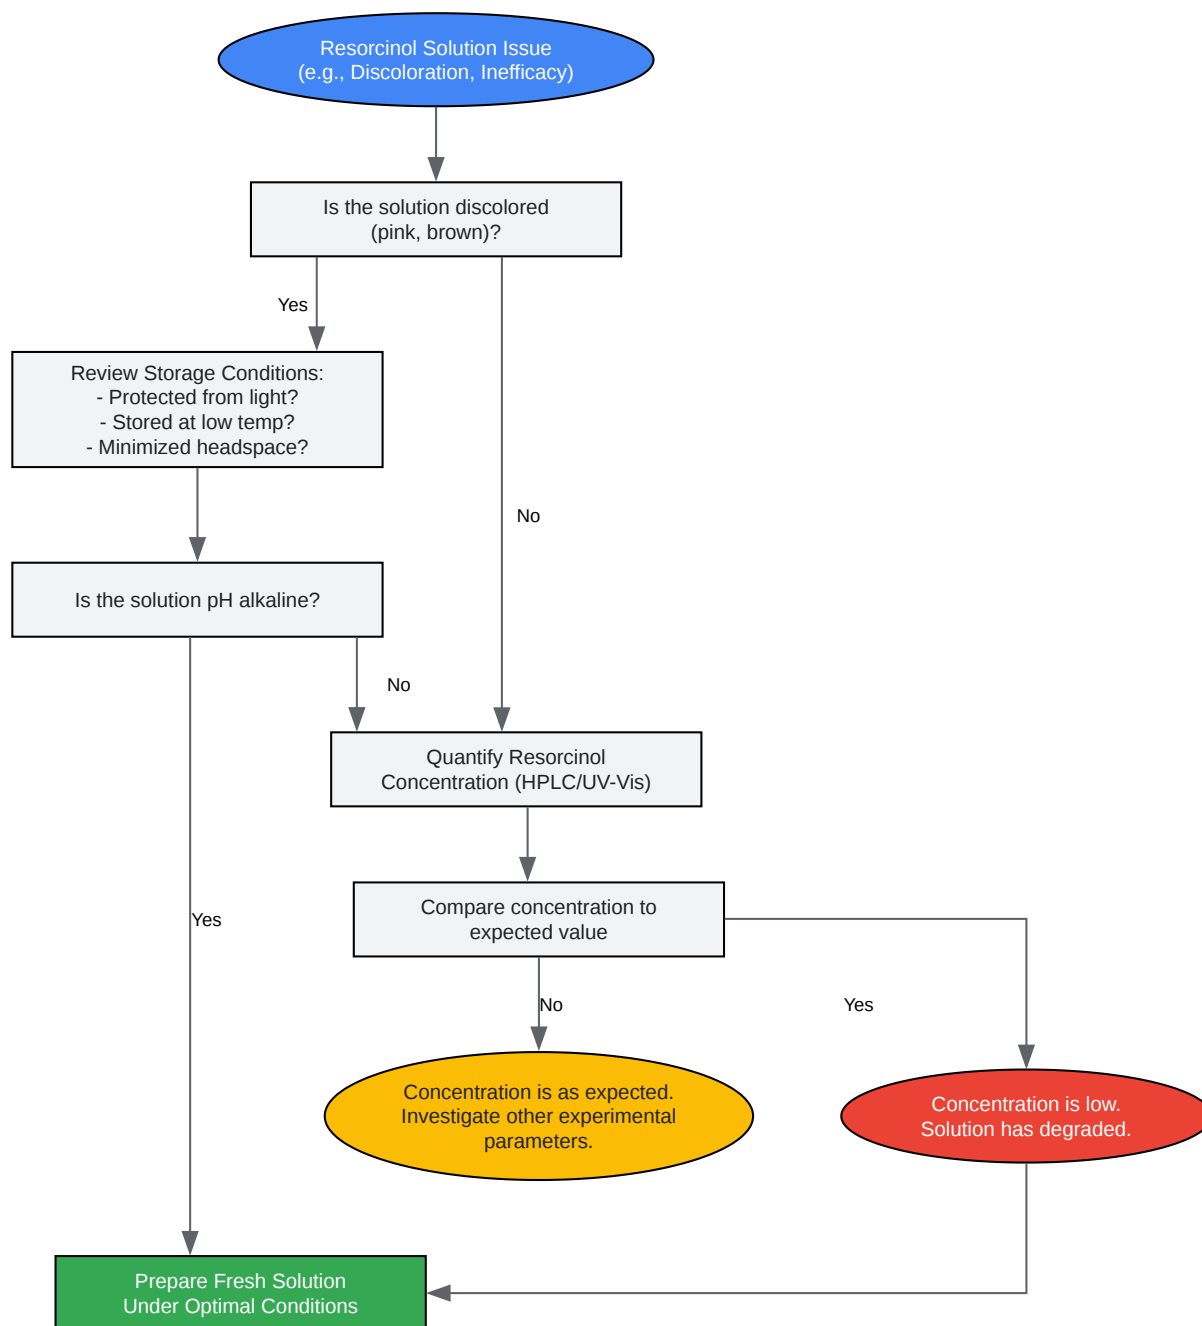 Resorcinol Solution Issue
(e.g., Discoloration, Inefficacy)
Is the solution discolored
(pink, brown)?
Yes
Review Storage Conditions:
- Protected from light?
- Stored at low temp?
- Minimized headspace?
No
Is the solution pH alkaline?
No
Quantify Resorcinol
Concentration (HPLC/UV-Vis)
Compare concentration to
expected value
Yes
No
Yes
Concentration is as expected.
Investigate other experimental
parameters.
Concentration is low.
Solution has degraded.
Prepare Fresh Solution
Under Optimal Conditions